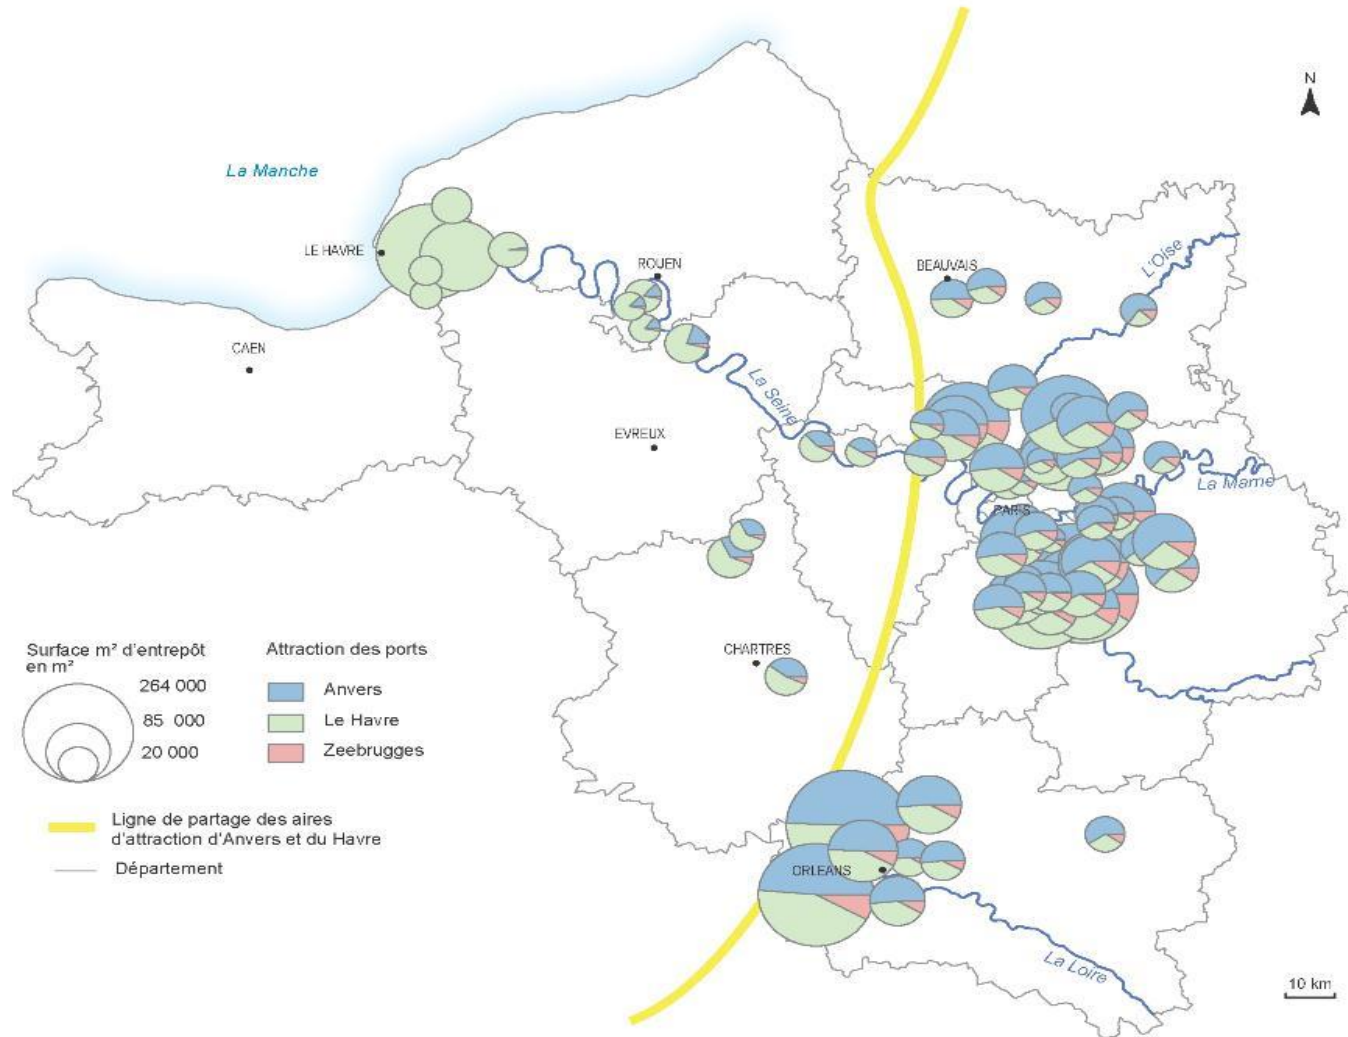 N
La Manche
LE HAVRE
ROUEN
BEAUVAIS
L'Oise
CAEN
La Seine
EVREUX
La Marne
PARIS
CHARTRES
ORLEANS
La Loire
Surface m² d'entrepôt
en m²
264 000
85 000
20 000
Attraction des ports
Anvers
Le Havre
Zeebrugges
Ligne de partage des aires
d'attraction d'Anvers et du Havre
Département
10 km